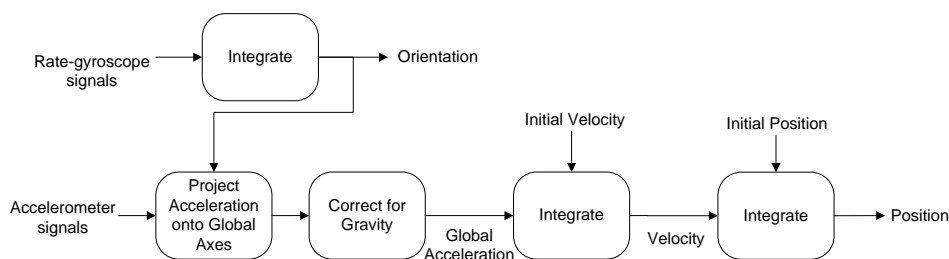 Rate-gyroscope
signals
Integrate
Orientation
Initial Velocity
Initial Position
Accelerometer
signals
Project
Acceleration
onto Global
Axes
Correct for
Gravity
Global
Acceleration
Integrate
Velocity
Integrate
Position